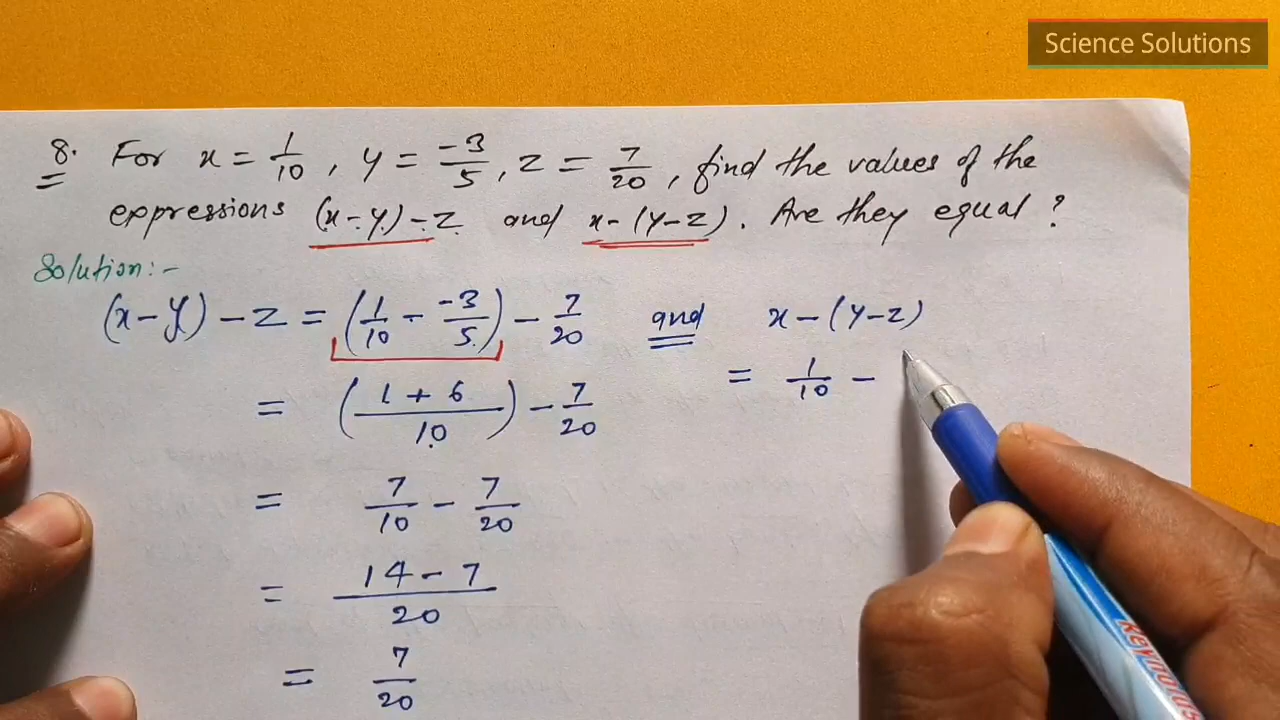 Science Solutions
8. For x = 1/10, y = -3/5, z = 7/20, find the values of the
expressions (x-y)-z and x-(y-z). Are they equal?
Solution:-
(x-y)-z = (1/10 - -3/5) - 7/20 and x-(y-z)
= ((1+6)/10) - 7/20 = 1/10 -
= 7/10 - 7/20
= (14-7)/20
= 7/20
Reynolds